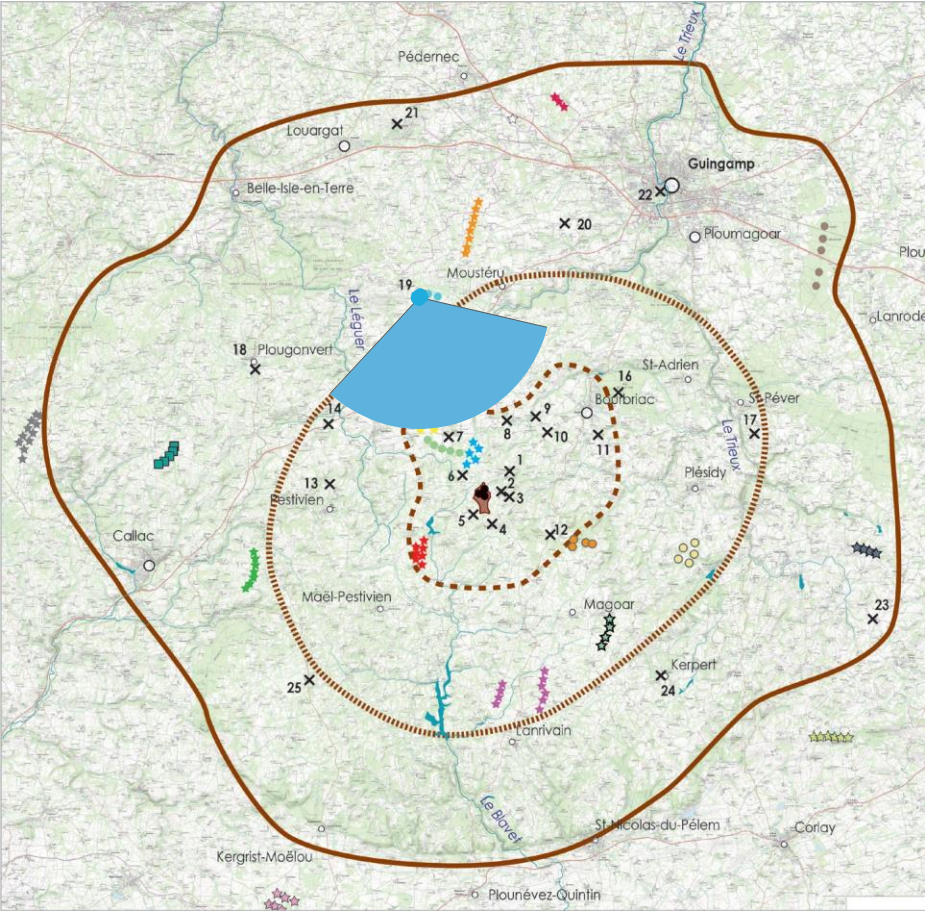 Le Trieux
Pédernec
21
Louargat
Guingamp
22
Belle-Isle-en-Terre
20
Ploumagoar
Plou
Moustéru
19
Le Léguer
Lanrode
18 Plougonvert
St-Adrien
16
14
Bourbriac
St-Péver
9
17
8
10
7
11
Le Trieux
1
6
Plésidy
13
2
3
Pestivien
5
4
12
Callac
Maël-Pestivien
Magoar
23
Kerpert
25
24
Lanrivain
Le Blavet
St-Nicolas-du-Pélem
Corlay
Kergrist-Moëlou
Plounévez-Quintin